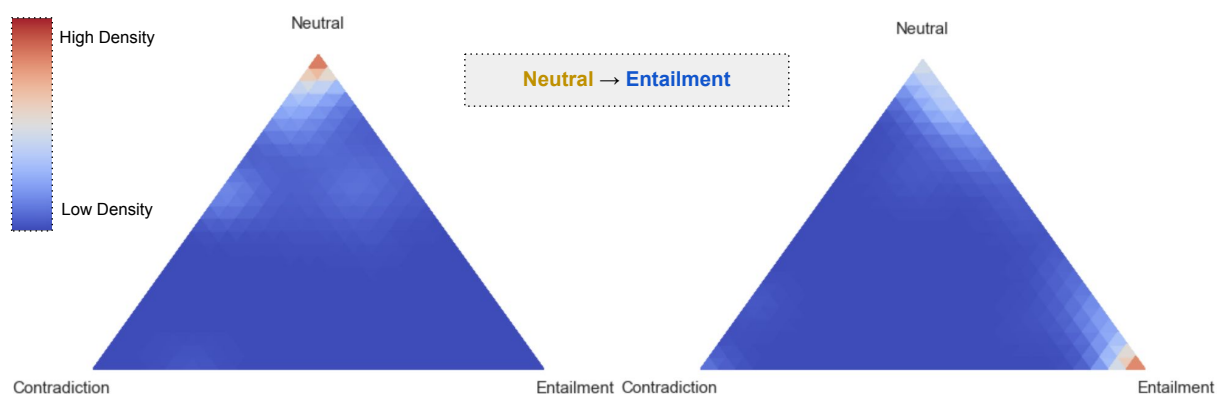 High Density
Low Density
Neutral
Contradiction
Entailment
Neutral → Entailment
Neutral
Contradiction
Entailment